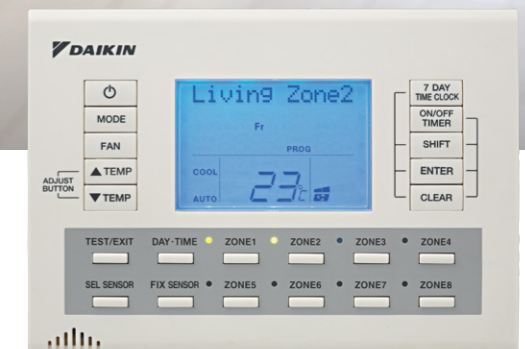 DAIKIN
Living Zone2
Fr
PROG
COOL
AUTO
23°C
MODE
FAN
▲ TEMP
▼ TEMP
ADJUST
BUTTON
7 DAY
TIME CLOCK
ON/OFF
TIMER
SHIFT
ENTER
CLEAR
TEST/EXIT DAY·TIME ZONE1 ZONE2 ZONE3 ZONE4
SEL SENSOR FIX SENSOR ZONE5 ZONE6 ZONE7 ZONE8